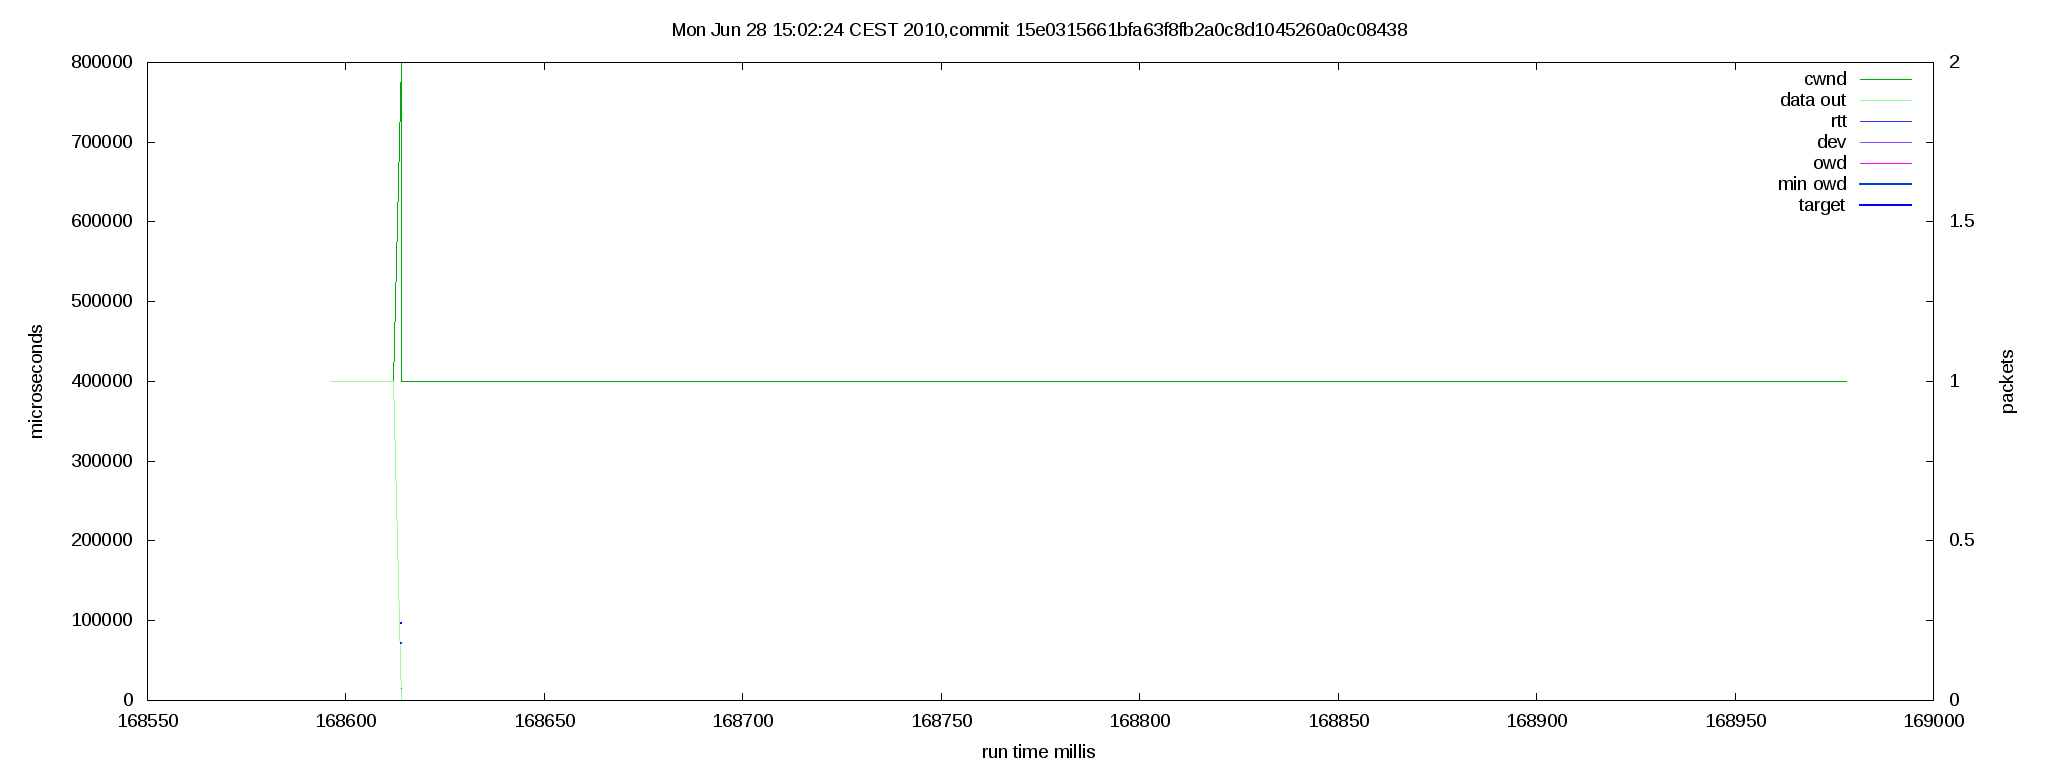 Mon Jun 28 15:02:24 CEST 2010,commit 15e0315661bfa63f8fb2a0c8d1045260a0c08438
800000
700000
600000
500000
400000
300000
200000
100000
0
microseconds
cwnd
data out
rtt
dev
owd
min owd
target
2
1.5
1
0.5
0
packets
168550 168600 168650 168700 168750 168800 168850 168900 168950 169000
run time millis